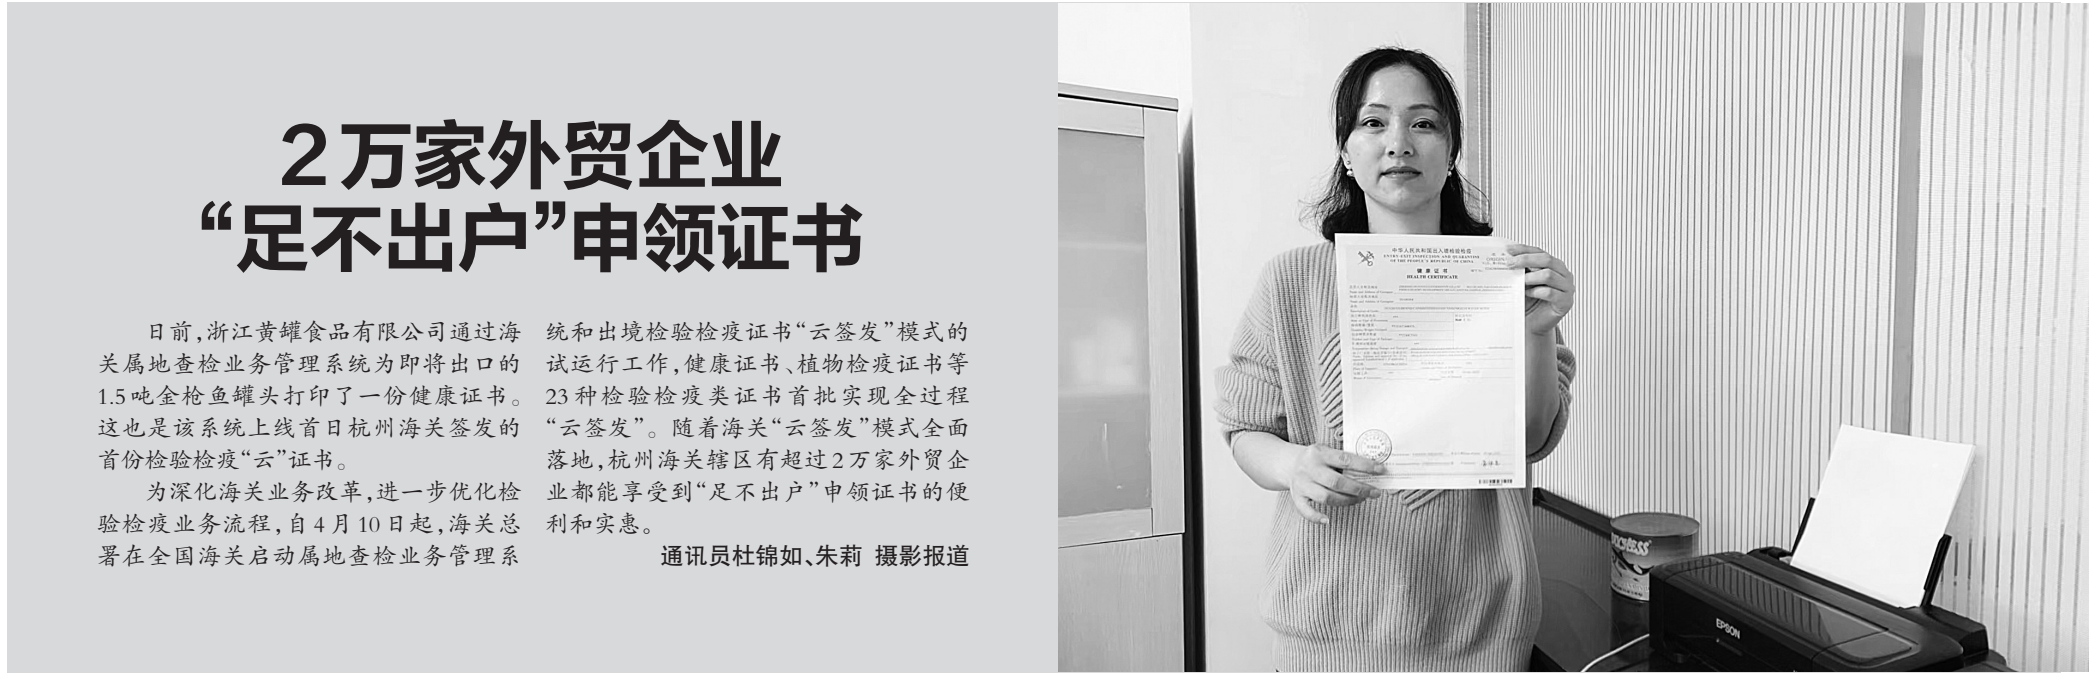 2万家外贸企业
“足不出户”申领证书
日前,浙江黄罐食品有限公司通过海
关属地查检业务管理系统为即将出口的
1.5吨金枪鱼罐头打印了一份健康证书。
这也是该系统上线首日杭州海关签发的
首份检验检疫“云”证书。
为深化海关业务改革,进一步优化检
验检疫业务流程,自4月10日起,海关总
署在全国海关启动属地查检业务管理系
统和出境检验检疫证书“云签发”模式的
试运行工作,健康证书、植物检疫证书等
23种检验检疫类证书首批实现全过程
“云签发”。随着海关“云签发”模式全面
落地,杭州海关辖区有超过2万家外贸企
业都能享受到“足不出户”申领证书的便
利和实惠。
通讯员杜锦如、朱莉 摄影报道
中华人民共和国出入境检验检疫
ENTRY-EXIT INSPECTION AND QUARANTINE
OF THE PEOPLE'S REPUBLIC OF CHINA
健康证书
HEALTH CERTIFICATE
EPSON